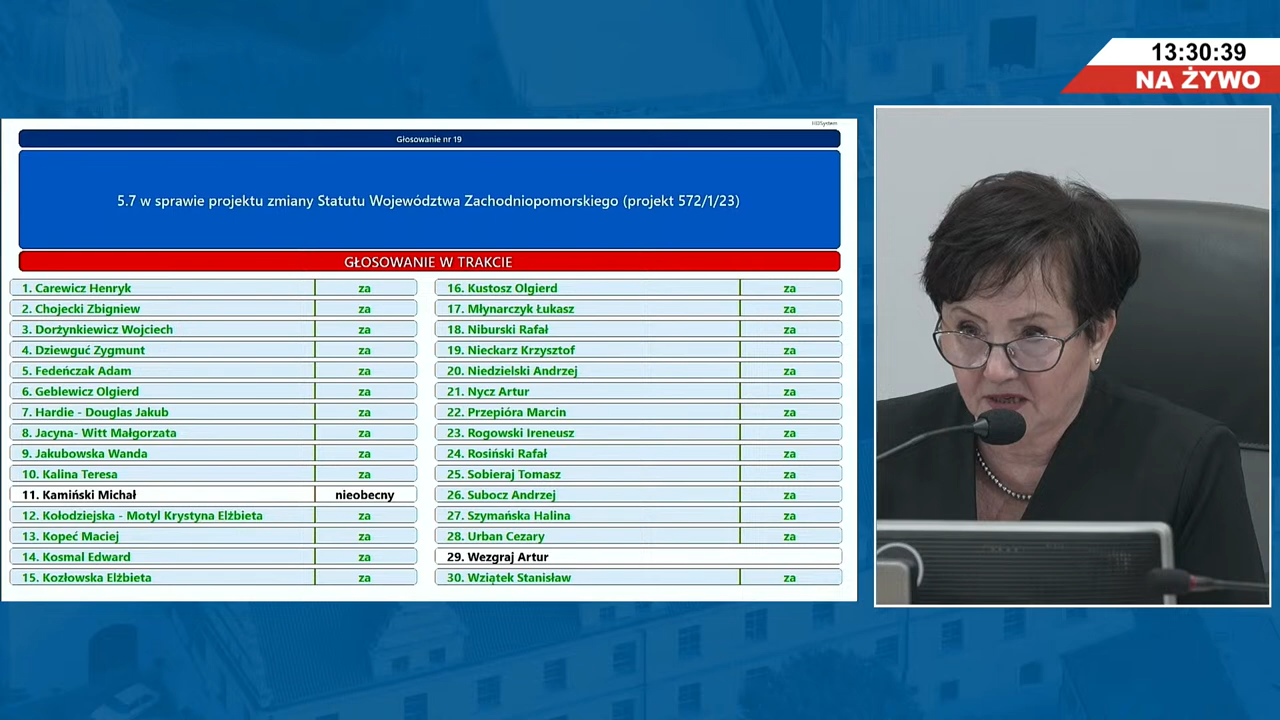 13:30:39
NA ŻYWO
Głosowanie nr 19
5.7 w sprawie projektu zmiany Statutu Województwa Zachodniopomorskiego (projekt 572/1/23)
GŁOSOWANIE W TRAKCIE
1. Carewicz Henryk za
2. Chojecki Zbigniew za
3. Dorżynkiewicz Wojciech za
4. Dziewguć Zygmunt za
5. Fedeńczak Adam za
6. Geblewicz Olgierd za
7. Hardie - Douglas Jakub za
8. Jacyna- Witt Małgorzata za
9. Jakubowska Wanda za
10. Kalina Teresa za
11. Kamiński Michał nieobecny
12. Kołodziejska - Motyl Krystyna Elżbieta za
13. Kopeć Maciej za
14. Kosmal Edward za
15. Kozłowska Elżbieta za
16. Kustosz Olgierd za
17. Młynarczyk Łukasz za
18. Niburski Rafał za
19. Nieckarz Krzysztof za
20. Niedzielski Andrzej za
21. Nycz Artur za
22. Przepióra Marcin za
23. Rogowski Ireneusz za
24. Rosiński Rafał za
25. Sobieraj Tomasz za
26. Subocz Andrzej za
27. Szymańska Halina za
28. Urban Cezary za
29. Wezgraj Artur
30. Wziątek Stanisław za